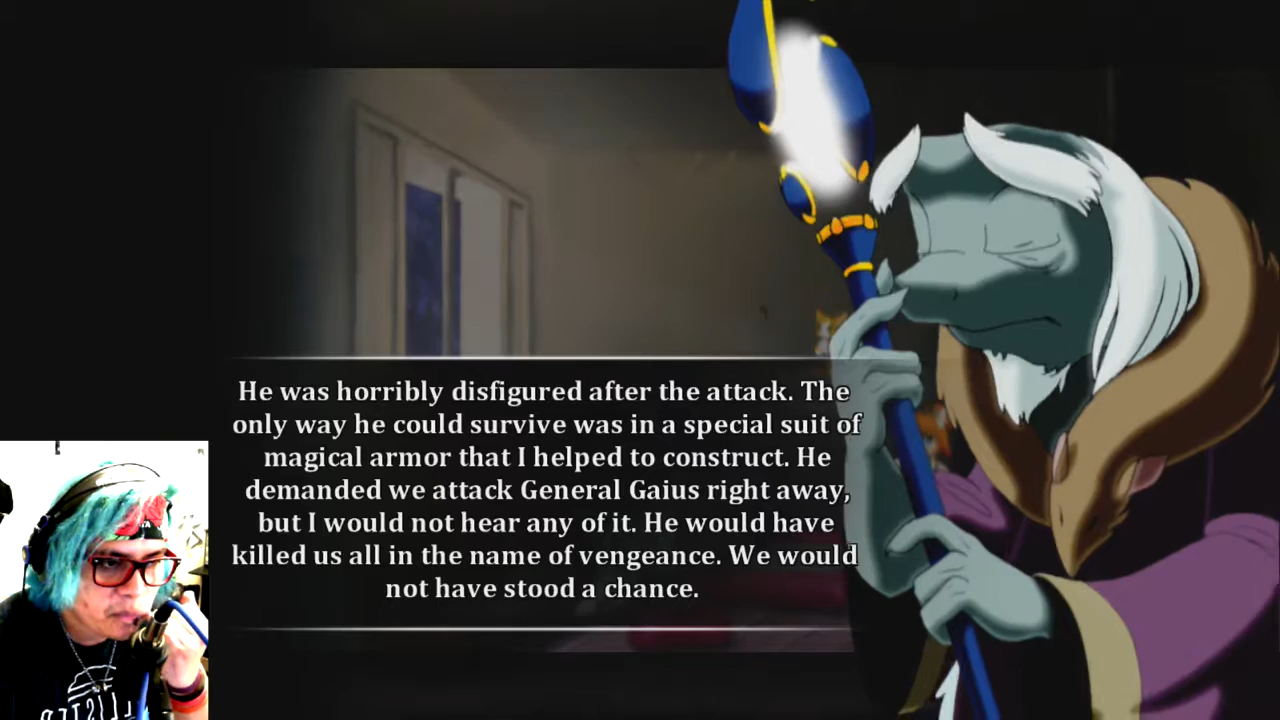 He was horribly disfigured after the attack. The
only way he could survive was in a special suit of
magical armor that I helped to construct. He
demanded we attack General Gaius right away,
but I would not hear any of it. He would have
killed us all in the name of vengeance. We would
not have stood a chance.